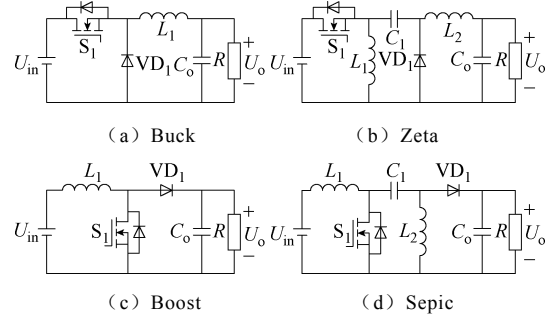 S₁ L₁ Uin VD₁ Co R + Uo −
(a) Buck
S₁ C₁ L₂ Uin L₁ VD₁ Co R + Uo −
(b) Zeta
L₁ VD₁ Uin S₁ Co R + Uo −
(c) Boost
L₁ C₁ VD₁ Uin S₁ L₂ Co R + Uo −
(d) Sepic